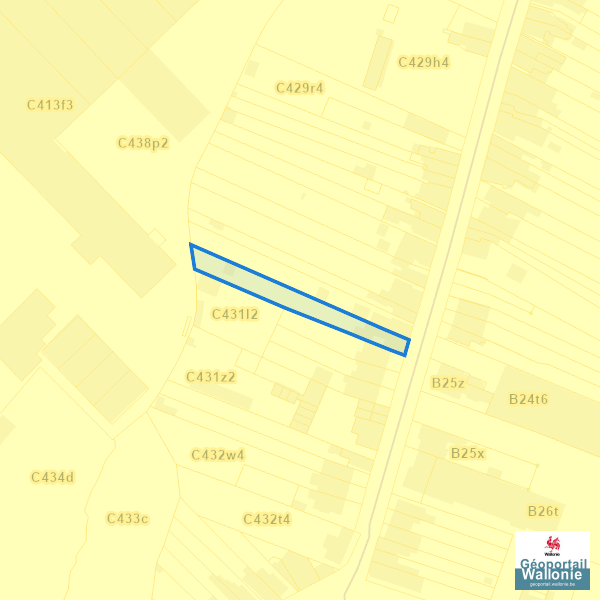 C429h4
C429r4
C413f3
C438p2
C431l2
C431z2
B25z
B24t6
C432w4
B25x
C434d
C433c
C432t4
B26t
Wallonie
Géoportail
Wallonie
geoportail.wallonie.be